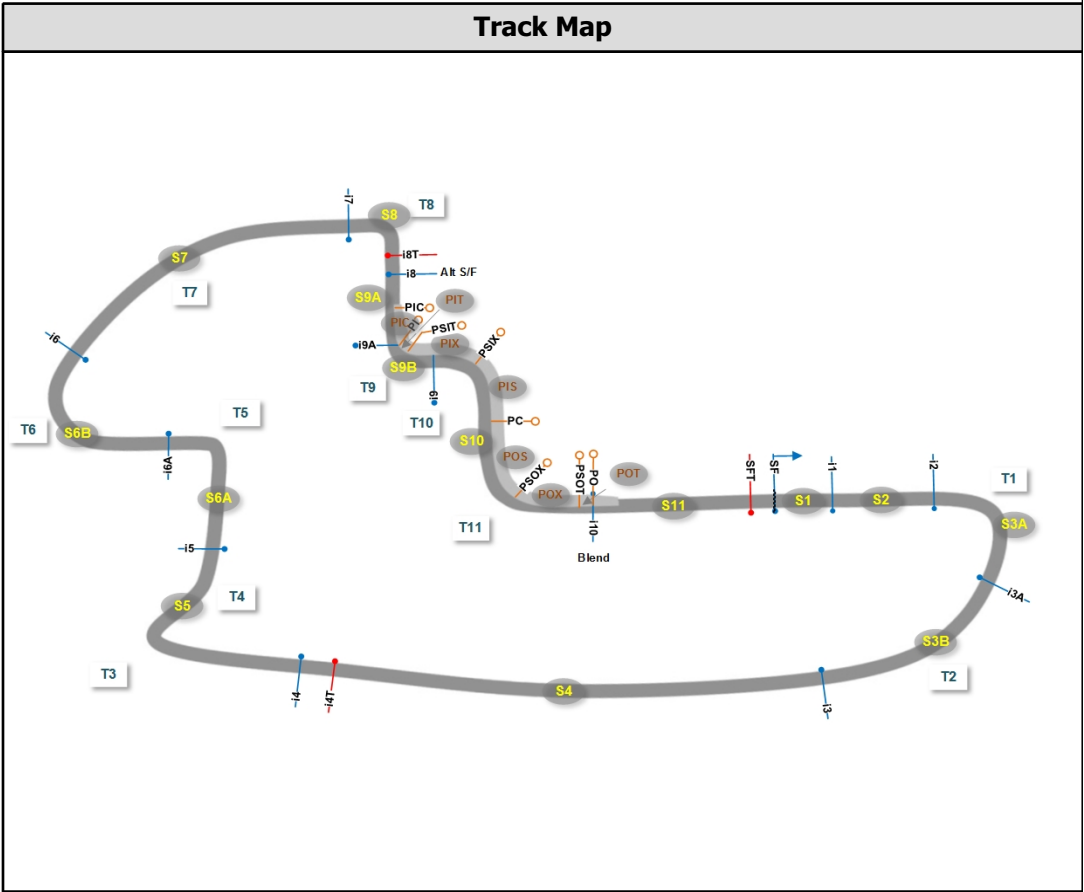 Track Map
i7
S8
T8
S7
i8T
i8
Alt S/F
T7
S9A
PIC
PIT
PIC
PI
PSIT
i6
i9A
PIX
PSIX
S9B
T9
i9
PIS
T5
T10
PC
T6
S6B
i6A
S10
POS
PSOX
PSOT
PO
POT
SFT
SF
i1
i2
T1
S6A
POX
S11
S1
S2
T11
i10
S3A
i5
Blend
i3A
T4
S5
S3B
T3
T2
i4
i4T
S4
i3